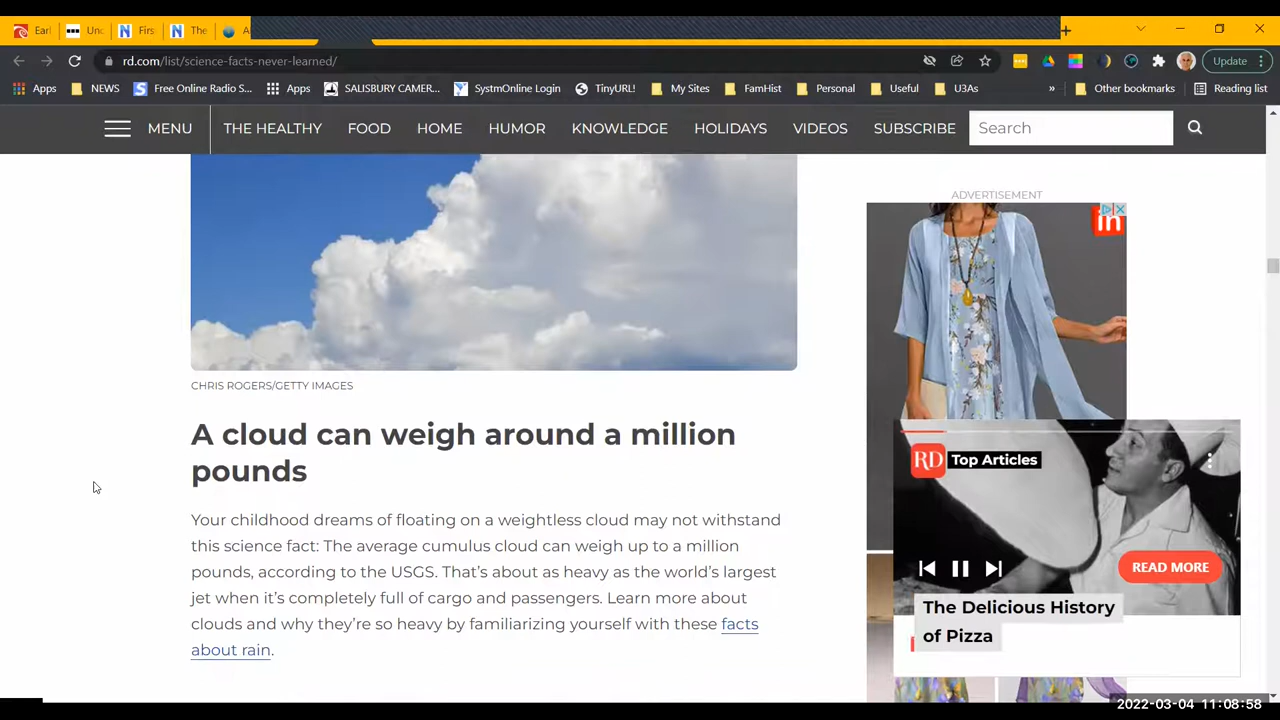 Earl
Unc
Firs
The
A
rd.com/list/science-facts-never-learned/
Update
Apps
NEWS
Free Online Radio S...
Apps
SALISBURY CAMER...
SystmOnline Login
TinyURL!
My Sites
FamHist
Personal
Useful
U3As
»
Other bookmarks
Reading list
MENU
THE HEALTHY
FOOD
HOME
HUMOR
KNOWLEDGE
HOLIDAYS
VIDEOS
SUBSCRIBE
Search
CHRIS ROGERS/GETTY IMAGES
A cloud can weigh around a million
pounds
Your childhood dreams of floating on a weightless cloud may not withstand
this science fact: The average cumulus cloud can weigh up to a million
pounds, according to the USGS. That’s about as heavy as the world’s largest
jet when it’s completely full of cargo and passengers. Learn more about
clouds and why they’re so heavy by familiarizing yourself with these facts
about rain.
ADVERTISEMENT
in
RD
Top Articles
READ MORE
The Delicious History
of Pizza
2022-03-04 11:08:58